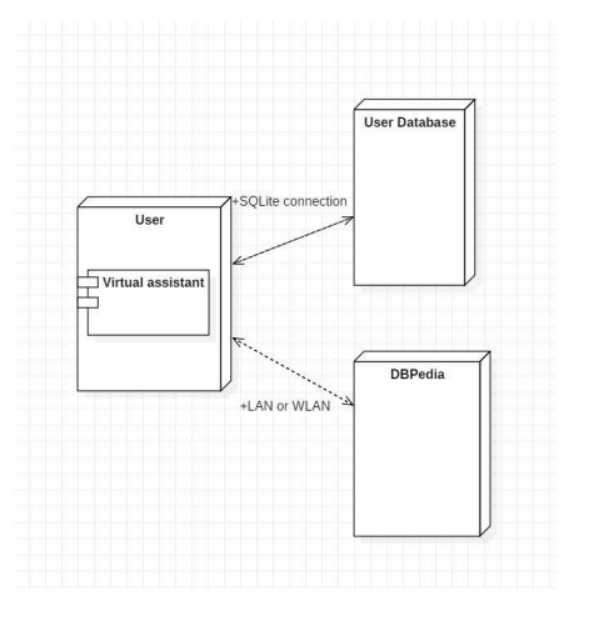 User Database
+SQLite connection
User
Virtual assistant
DBPedia
+LAN or WLAN